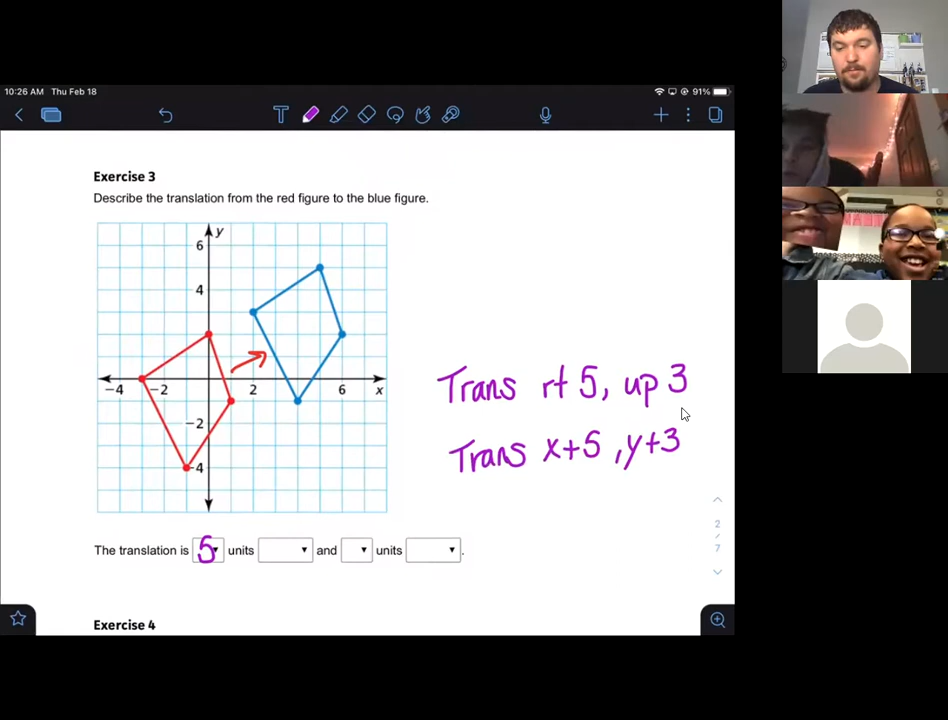 10:26 AM Thu Feb 18
91%
Exercise 3
Describe the translation from the red figure to the blue figure.
y
6
4
-4 -2 2 6 x
-2
-4
Trans rt 5, up 3
Trans x+5, y+3
The translation is 5 units and units .
2
/
7
Exercise 4